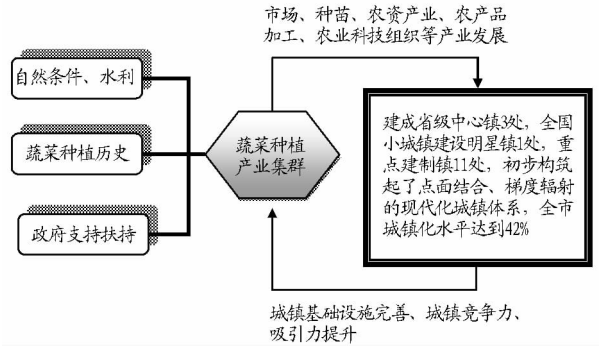 市场、种苗、农资产业、农产品
加工、农业科技组织等产业发展
自然条件、水利
蔬菜种植历史
政府支持扶持
蔬菜种植
产业集群
建成省级中心镇3处，全国
小城镇建设明星镇1处，重
点建制镇11处，初步构筑
起了点面结合、梯度辐射
的现代化城镇体系，全市
城镇化水平达到42%
城镇基础设施完善、城镇竞争力、
吸引力提升